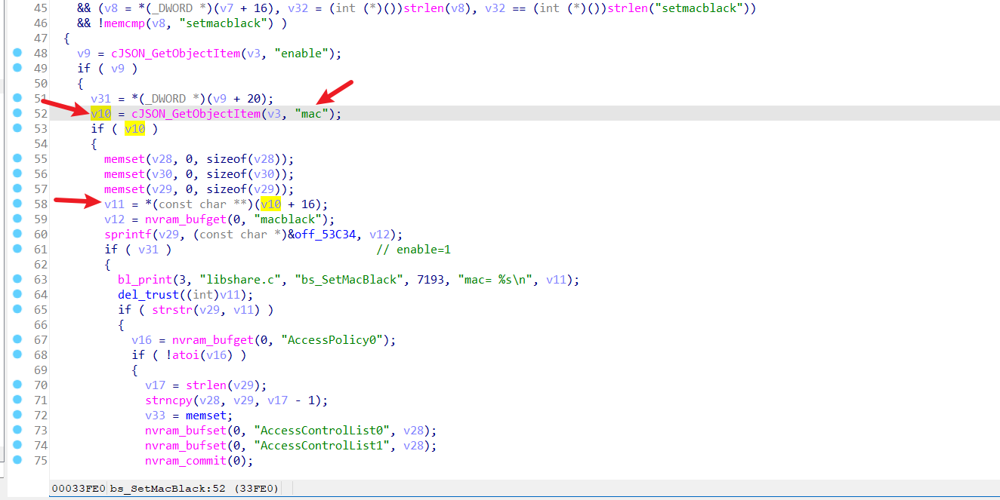 45 && (v8 = *(_DWORD *)(v7 + 16), v32 = (int (*)())strlen(v8), v32 == (int (*)())strlen("setmacblack"))
46 && !memcmp(v8, "setmacblack") )
47 {
48 v9 = cJSON_GetObjectItem(v3, "enable");
49 if ( v9 )
50 {
51 v31 = *(_DWORD *)(v9 + 20);
52 v10 = cJSON_GetObjectItem(v3, "mac");
53 if ( v10 )
54 {
55 memset(v28, 0, sizeof(v28));
56 memset(v30, 0, sizeof(v30));
57 memset(v29, 0, sizeof(v29));
58 v11 = *(const char **)(v10 + 16);
59 v12 = nvram_bufget(0, "macblack");
60 sprintf(v29, (const char *)&off_53C34, v12);
61 if ( v31 ) // enable=1
62 {
63 bl_print(3, "libshare.c", "bs_SetMacBlack", 7193, "mac= %s\n", v11);
64 del_trust((int)v11);
65 if ( strstr(v29, v11) )
66 {
67 v16 = nvram_bufget(0, "AccessPolicy0");
68 if ( !atoi(v16) )
69 {
70 v17 = strlen(v29);
71 strncpy(v28, v29, v17 - 1);
72 v33 = memset;
73 nvram_bufset(0, "AccessControlList0", v28);
74 nvram_bufset(0, "AccessControlList1", v28);
75 nvram_commit(0);
00033FE0 bs_SetMacBlack:52 (33FE0)